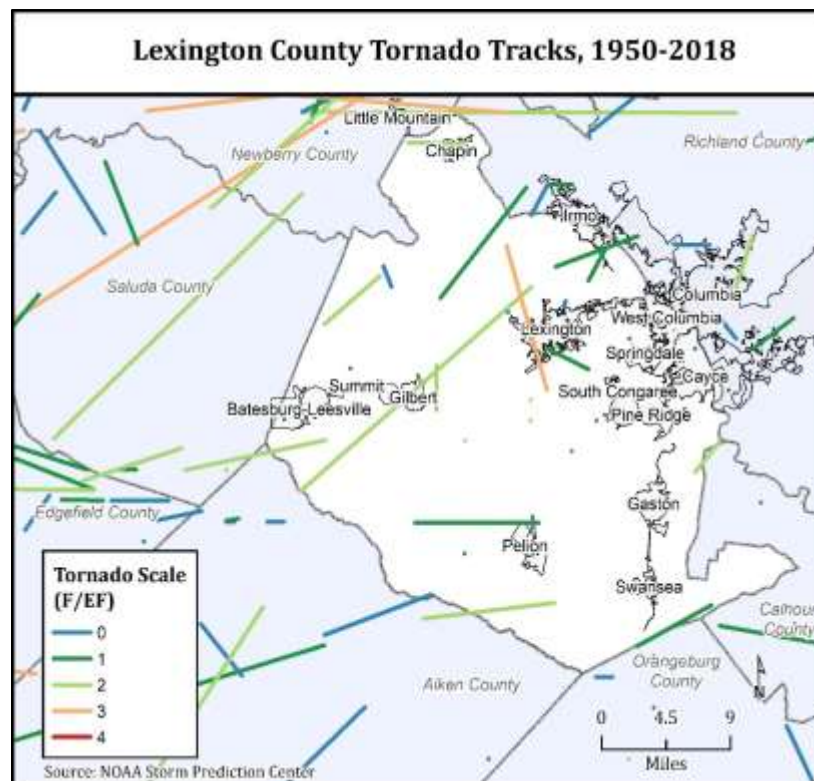 Lexington County Tornado Tracks, 1950-2018
Little Mountain
Newberry County
Chapin
Richland County
Irmo
Saluda County
Columbia
Lexington
West Columbia
Springdale
Summit
Gilbert
Cayce
South Congaree
Batesburg-Leesville
Pine Ridge
Gaston
Edgefield County
Pelion
Swansea
Tornado Scale
(F/EF)
0
1
2
3
4
Calhoun
County
Orangeburg
County
Aiken County
N
0 4.5 9
Miles
Source: NOAA Storm Prediction Center